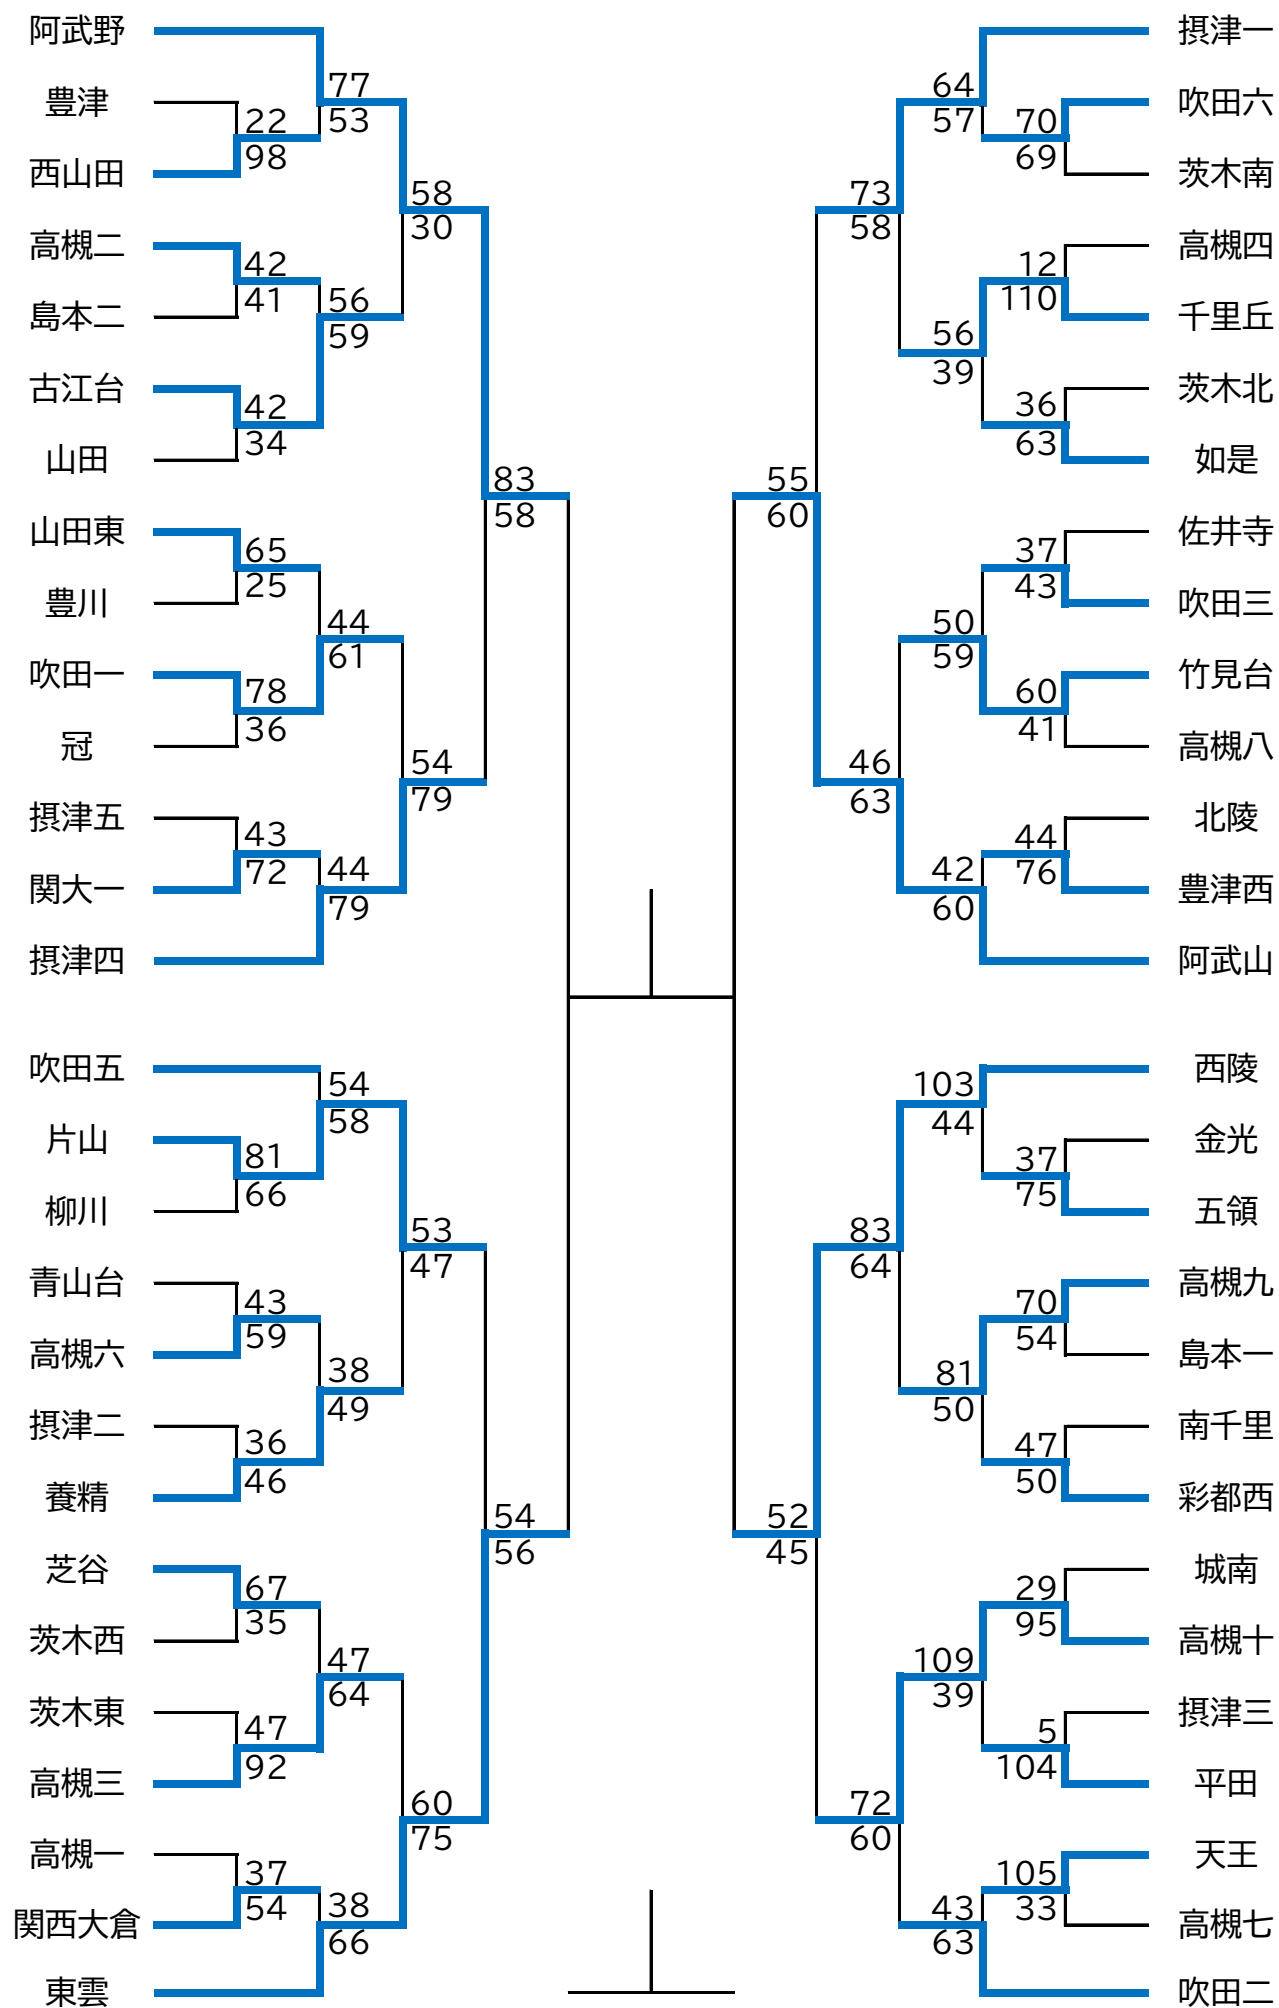 阿武野
77
53
豊津
22
98
西山田
58
30
高槻二
42
41
島本二
56
59
古江台
42
34
山田
83
58
山田東
65
25
豊川
44
61
吹田一
78
36
冠
54
79
摂津五
43
72
関大一
44
79
摂津四
吹田五
54
58
片山
81
66
柳川
53
47
青山台
43
59
高槻六
38
49
摂津二
36
46
養精
54
56
芝谷
67
35
茨木西
47
64
茨木東
47
92
高槻三
60
75
高槻一
37
54
関西大倉
38
66
東雲
摂津一
64
57
吹田六
70
69
茨木南
73
58
高槻四
12
110
千里丘
56
39
茨木北
36
63
如是
55
60
佐井寺
37
43
吹田三
50
59
竹見台
60
41
高槻八
46
63
北陵
44
76
豊津西
42
60
阿武山
西陵
103
44
金光
37
75
五領
83
64
高槻九
70
54
島本一
81
50
南千里
47
50
彩都西
52
45
城南
29
95
高槻十
109
39
摂津三
5
104
平田
72
60
天王
105
33
高槻七
43
63
吹田二